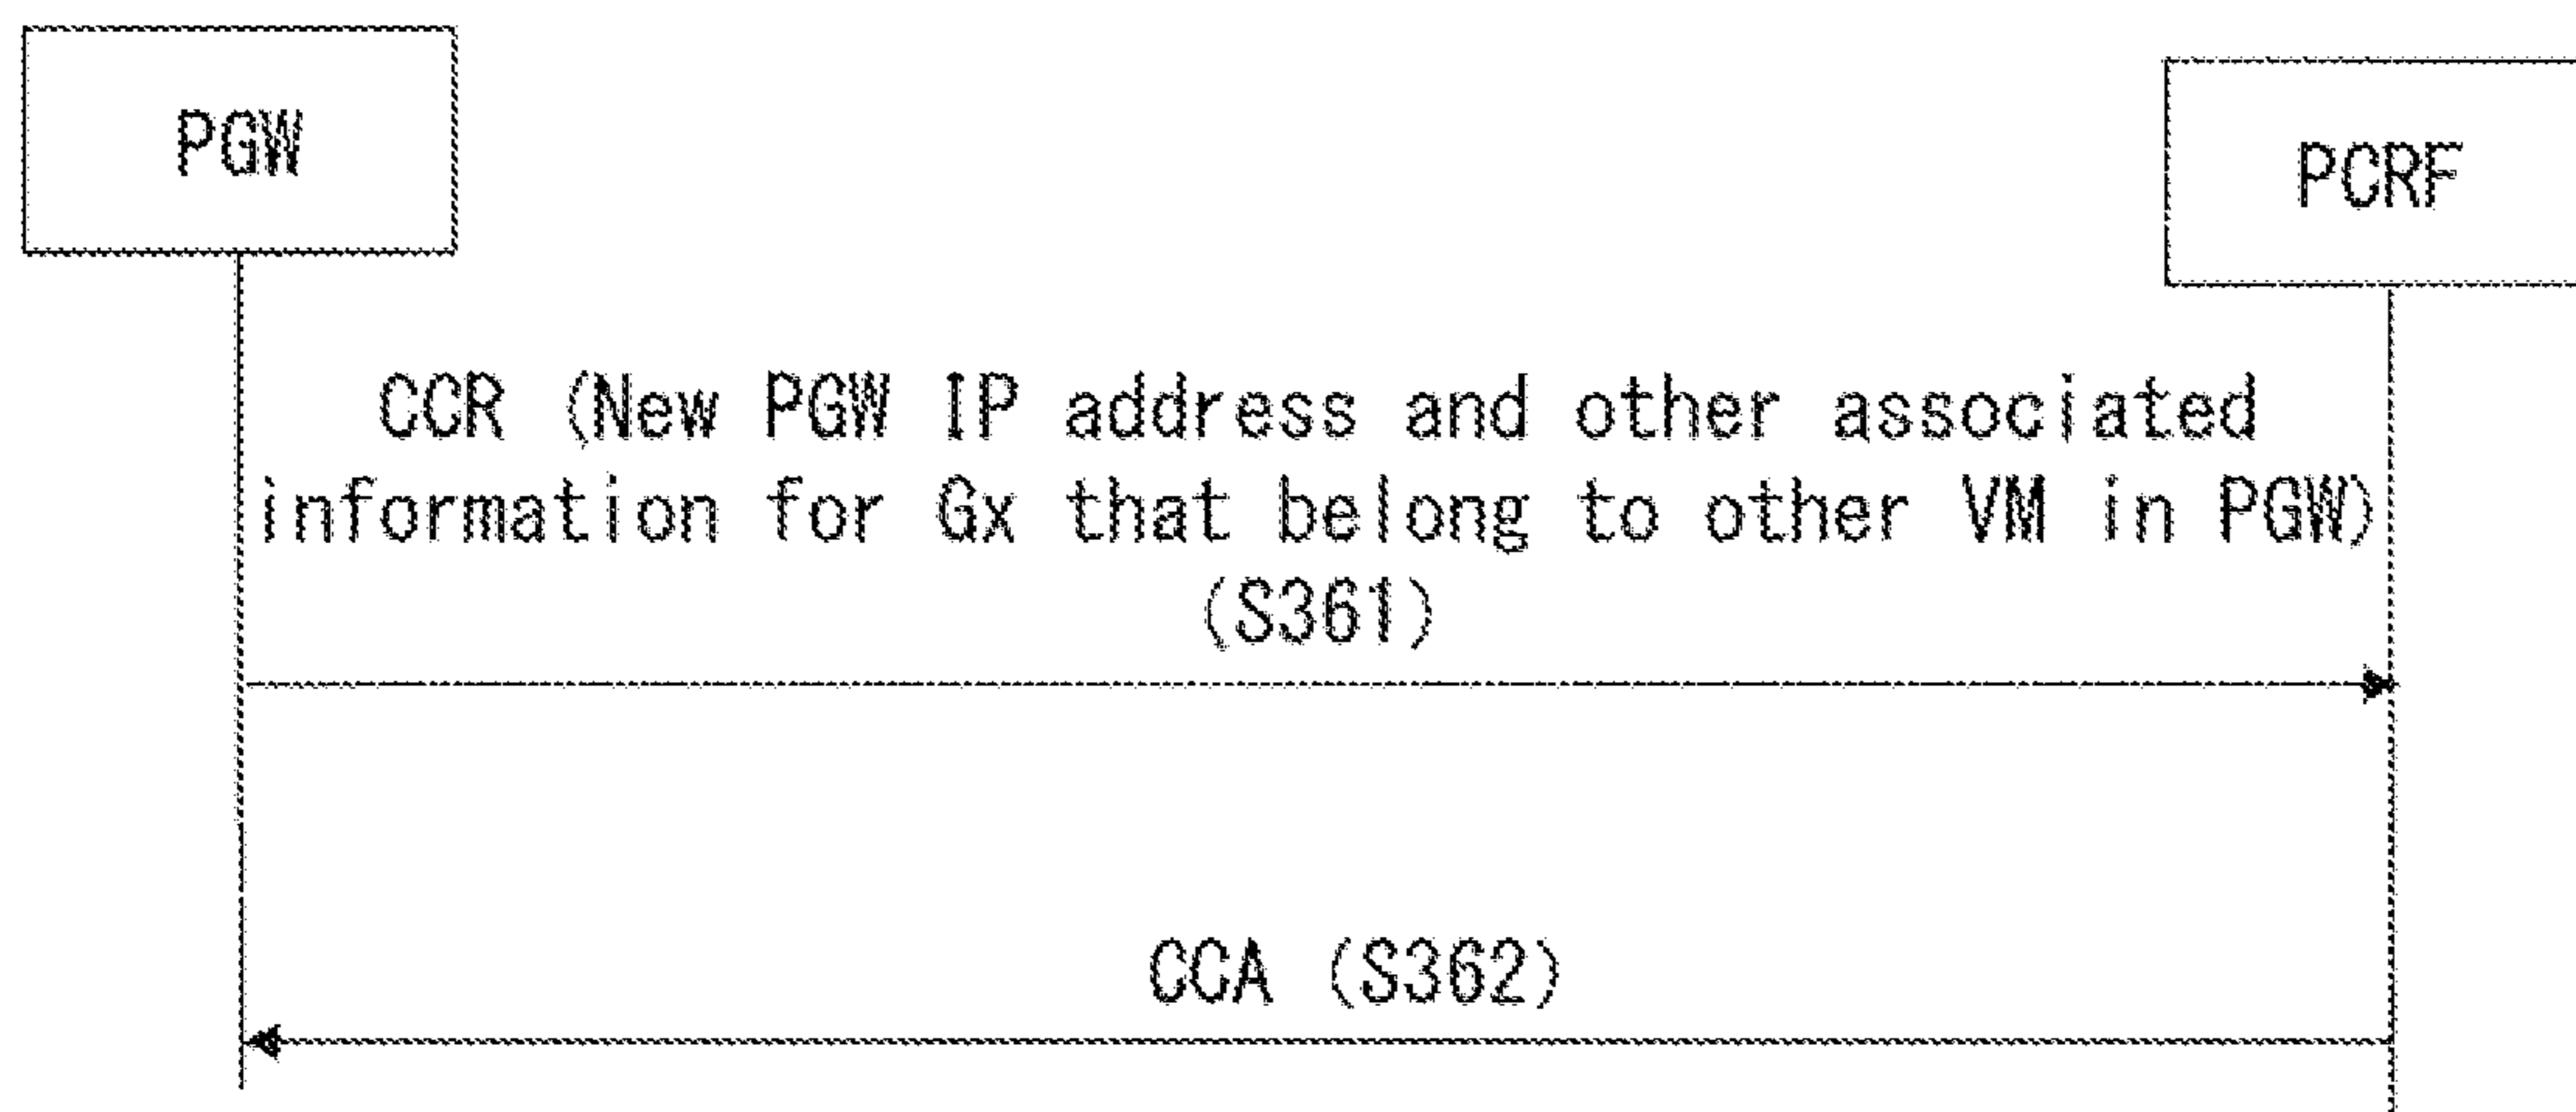 PGW
PCRF
CCR (New PGW IP address and other associated
information for Gx that belong to other VM in PGW)
(S361)
CCA (S362)